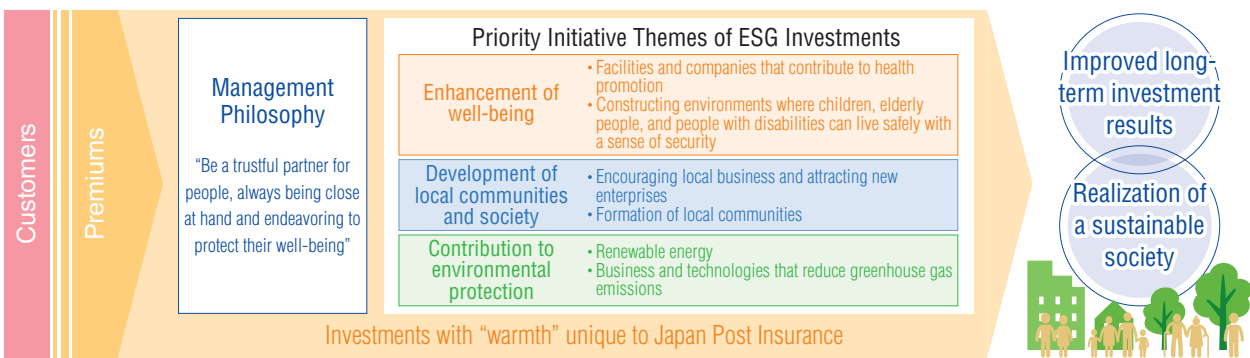 Customers
Premiums
Management
Philosophy
“Be a trustful partner for
people, always being close
at hand and endeavoring to
protect their well-being”
Priority Initiative Themes of ESG Investments
Enhancement of
well-being
• Facilities and companies that contribute to health
promotion
• Constructing environments where children, elderly
people, and people with disabilities can live safely with
a sense of security
Development of
local communities
and society
• Encouraging local business and attracting new
enterprises
• Formation of local communities
Contribution to
environmental
protection
• Renewable energy
• Business and technologies that reduce greenhouse gas
emissions
Investments with “warmth” unique to Japan Post Insurance
Improved long-
term investment
results
Realization of
a sustainable
society